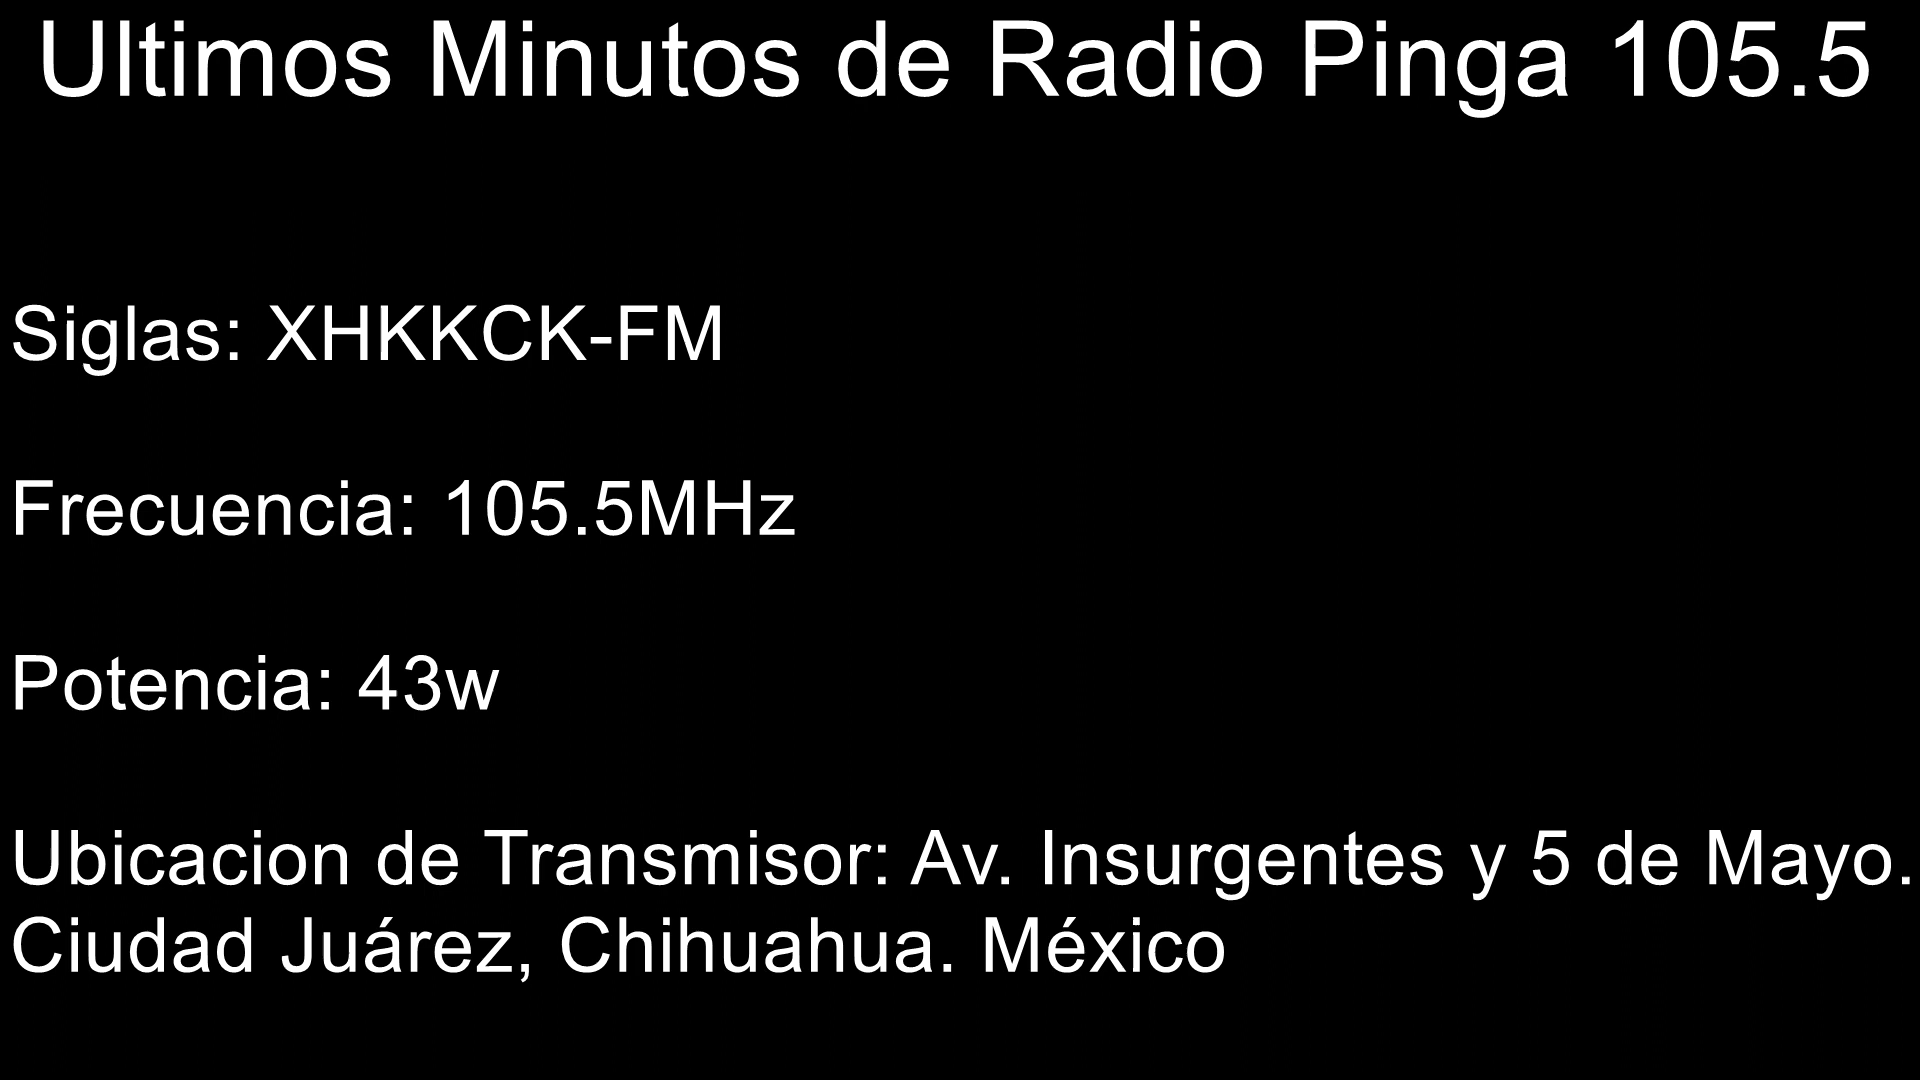 Ultimos Minutos de Radio Pinga 105.5
Siglas: XHKKCK-FM
Frecuencia: 105.5MHz
Potencia: 43w
Ubicacion de Transmisor: Av. Insurgentes y 5 de Mayo.
Ciudad Juárez, Chihuahua. México